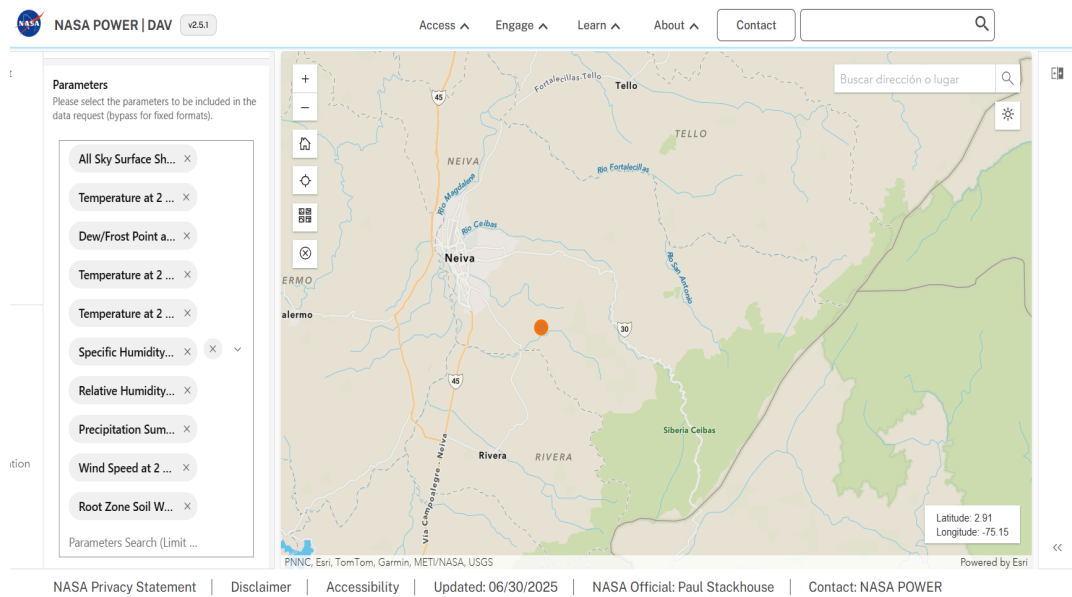 NASA
NASA POWER | DAV
v2.5.1
Access
Engage
Learn
About
Contact
Parameters
Please select the parameters to be included in the
data request (bypass for fixed formats).
All Sky Surface Sh... ×
Temperature at 2 ... ×
Dew/Frost Point a... ×
Temperature at 2 ... ×
Temperature at 2 ... ×
Specific Humidity... ×
Relative Humidity... ×
Precipitation Sum... ×
Wind Speed at 2 ... ×
Root Zone Soil W... ×
Parameters Search (Limit ...
t
ation
+
−
Buscar dirección o lugar
Fortalecillas-Tello
Tello
45
TELLO
NEIVA
Río Fortalecillas
Río Magdalena
Río Ceibas
Neiva
Río San Antonio
ERMO
alermo
30
45
Siberia Ceibas
Rivera
RIVERA
Vía Campoalegre - Neiva
Latitude: 2.91
Longitude: -75.15
PNNC, Esri, TomTom, Garmin, METI/NASA, USGS
Powered by Esri
NASA Privacy Statement | Disclaimer | Accessibility | Updated: 06/30/2025 | NASA Official: Paul Stackhouse | Contact: NASA POWER